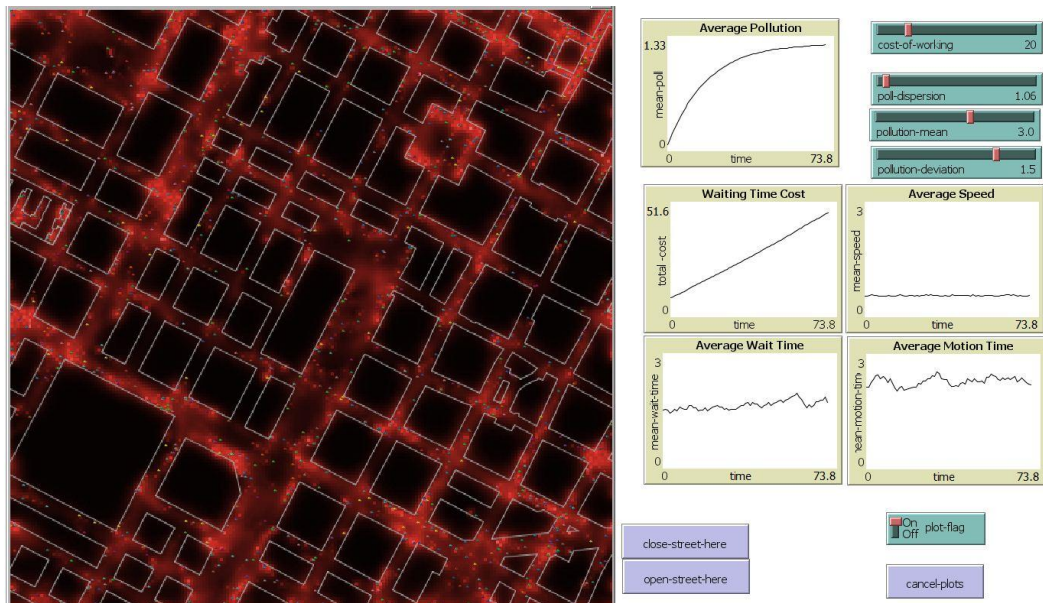 Average Pollution
1.33
mean-poll
0
0
time
73.8
cost-of-working
20
poll-dispersion
1.06
pollution-mean
3.0
pollution-deviation
1.5
Waiting Time Cost
51.6
total -cost
0
0
time
73.8
Average Speed
3
mean-speed
0
0
time
73.8
Average Wait Time
3
mean-wait-time
0
0
time
73.8
Average Motion Time
3
nean-motion-time
0
0
time
73.8
close-street-here
open-street-here
On
Off
plot-flag
cancel-plots